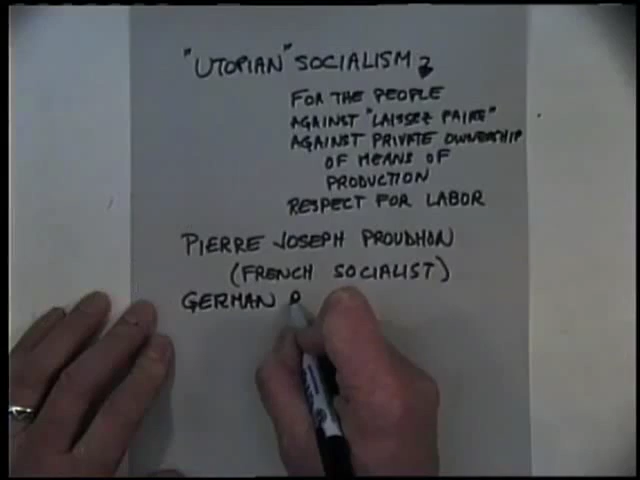 "UTOPIAN" SOCIALISM
FOR THE PEOPLE
AGAINST "LAISSEZ FAIRE"
AGAINST PRIVATE OWNERSHIP
OF MEANS OF
PRODUCTION
RESPECT FOR LABOR
PIERRE JOSEPH PROUDHON
(FRENCH SOCIALIST)
GERMAN